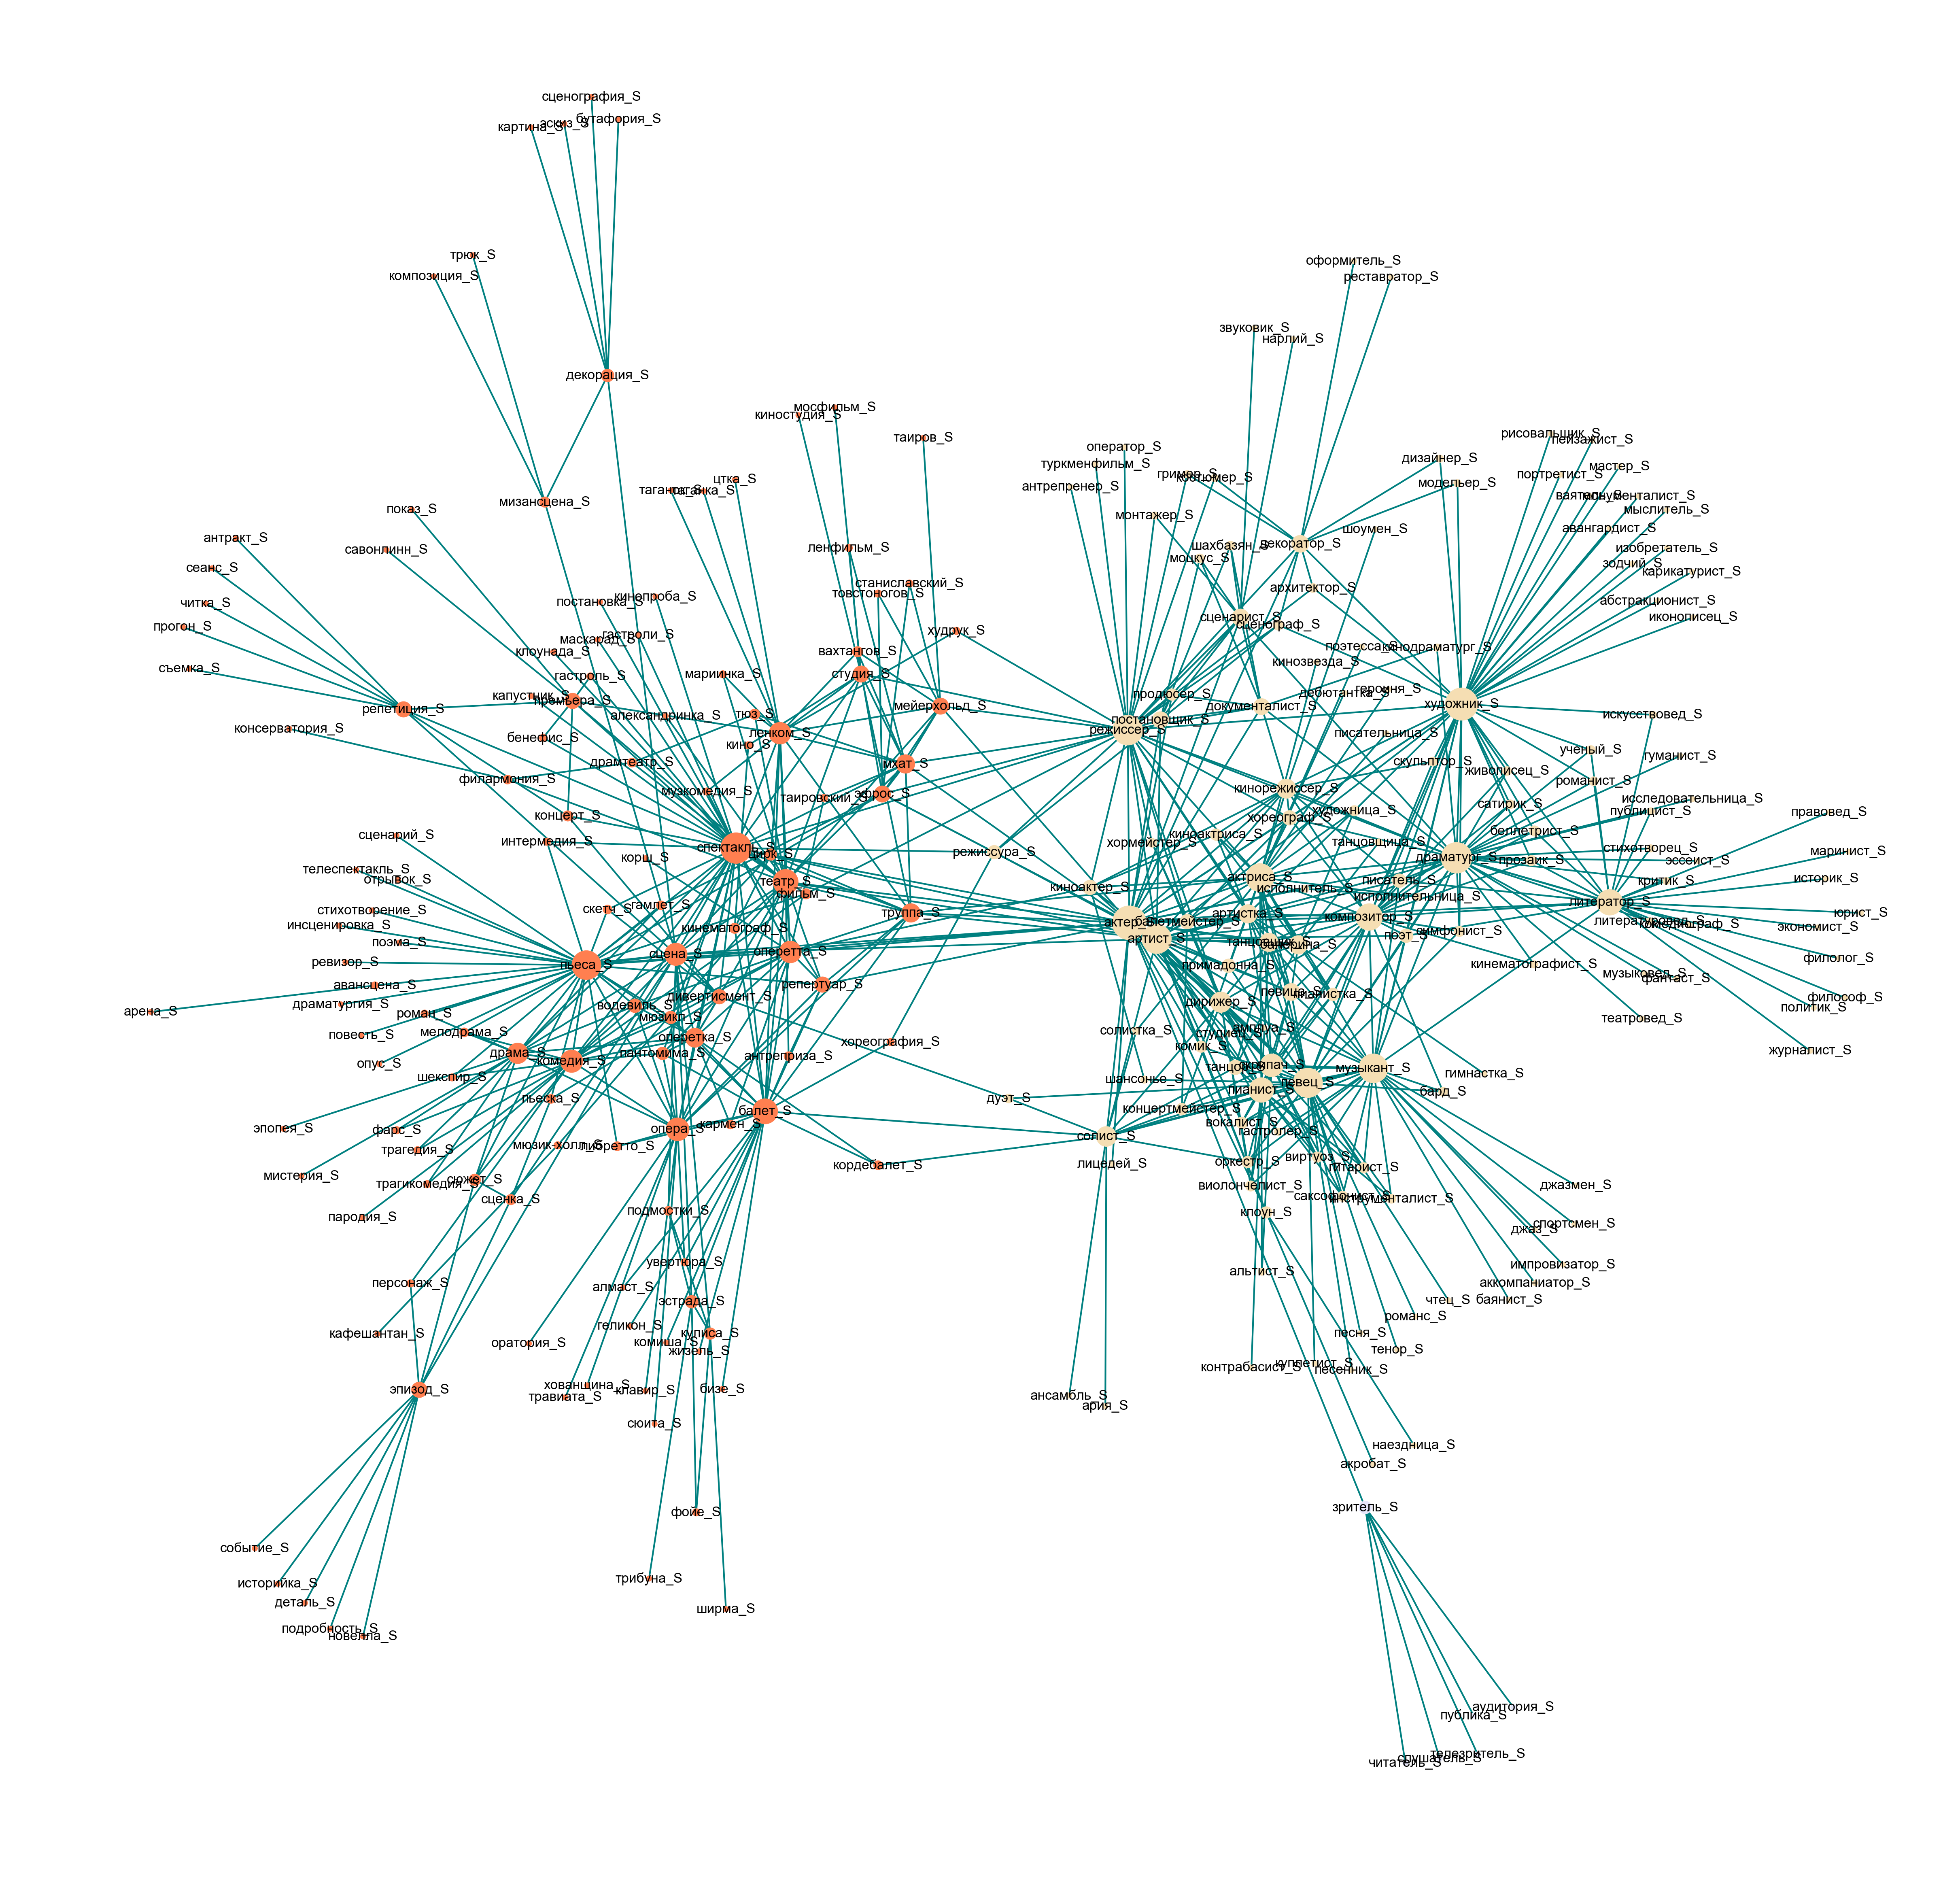 сценография_S
бутафория_S
эскиз_S
картина_S
трюк_S
оформитель_S
композиция_S
реставратор_S
звуковик_S
нарлий_S
декорация_S
мосфильм_S
киностудия_S
таиров_S
рисовальщик_S
пейзажист_S
оператор_S
дизайнер_S
туркменфильм_S
мастер_S
гример_S
костюмер_S
портретист_S
цтка_S
модельер_S
антрепренер_S
таганск_S
таганка_S
ваятель_S
монументалист_S
мизансцена_S
показ_S
мыслитель_S
монтажер_S
шоумен_S
авангардист_S
антракт_S
декоратор_S
шахбазян_S
ленфильм_S
изобретатель_S
савонлинн_S
моцкус_S
зодчий_S
сеанс_S
карикатурист_S
станиславский_S
архитектор_S
товстоногов_S
кинопроба_S
постановка_S
абстракционист_S
читка_S
сценарист_S
иконописец_S
сценограф_S
прогон_S
худрук_S
гастроли_S
маскарад_S
поэтесса_S
кинодраматург_S
клоунада_S
вахтангов_S
кинозвезда_S
съемка_S
мариинка_S
студия_S
гастроль_S
героиня_S
продюсер_S
дебютантка_S
капустник_S
премьера_S
художник_S
мейерхольд_S
документалист_S
репетиция_S
тюз_S
александринка_S
искусствовед_S
постановщик_S
консерватория_S
режиссер_S
ленком_S
писательница_S
бенефис_S
кино_S
ученый_S
гуманист_S
драмтеатр_S
скульптор_S
мхат_S
живописец_S
филармония_S
романист_S
кинорежиссер_S
музкомедия_S
эфрос_S
таировский_S
исследовательница_S
сатирик_S
художница_S
публицист_S
правовед_S
концерт_S
хореограф_S
беллетрист_S
сценарий_S
киноактриса_S
интермедия_S
хормейстер_S
танцовщица_S
спектакль_S
стихотворец_S
цирк_S
режиссура_S
маринист_S
корш_S
драматург_S
прозаик_S
эссеист_S
телеспектакль_S
актриса_S
критик_S
историк_S
отрывок_S
театр_S
писатель_S
киноактер_S
исполнитель_S
фильм_S
исполнительница_S
литератор_S
гамлет_S
скетч_S
стихотворение_S
труппа_S
артистка_S
юрист_S
композитор_S
актер_S
балетмейстер_S
литературовед_S
комедиограф_S
инсценировка_S
экономист_S
кинематограф_S
симфонист_S
поэт_S
артист_S
танцовщик_S
балерина_S
поэма_S
оперетта_S
сцена_S
филолог_S
ревизор_S
пьеса_S
кинематографист_S
примадонна_S
музыковед_S
фантаст_S
авансцена_S
репертуар_S
певица_S
пианистка_S
дивертисмент_S
философ_S
драматургия_S
дирижер_S
водевиль_S
политик_S
арена_S
роман_S
мюзикл_S
театровед_S
амплуа_S
мелодрама_S
солистка_S
студиец_S
повесть_S
оперетка_S
хореография_S
комик_S
журналист_S
драма_S
пантомима_S
антреприза_S
комедия_S
опус_S
скрипач_S
танцор_S
музыкант_S
гимнастка_S
шекспир_S
шансонье_S
певец_S
пианист_S
бард_S
пьеска_S
дуэт_S
концертмейстер_S
балет_S
вокалист_S
эпопея_S
фарс_S
опера_S
кармен_S
гастролер_S
солист_S
мюзик-холл_S
либретто_S
трагедия_S
виртуоз_S
оркестр_S
кордебалет_S
лицедей_S
гитарист_S
мистерия_S
сюжет_S
трагикомедия_S
виолончелист_S
джазмен_S
сценка_S
саксофонист_S
инструменталист_S
подмостки_S
клоун_S
пародия_S
спортсмен_S
джаз_S
увертюра_S
импровизатор_S
альтист_S
персонаж_S
аккомпаниатор_S
алмаст_S
эстрада_S
чтец_S
баянист_S
романс_S
геликон_S
кулиса_S
песня_S
кафешантан_S
комиша_S
оратория_S
жизель_S
тенор_S
куплетист_S
контрабасист_S
песенник_S
хованщина_S
эпизод_S
клавир_S
бизе_S
травиата_S
ансамбль_S
ария_S
сюита_S
наездница_S
акробат_S
зритель_S
фойе_S
событие_S
трибуна_S
историйка_S
деталь_S
ширма_S
подробность_S
новелла_S
аудитория_S
публика_S
телезритель_S
слушатель_S
читатель_S